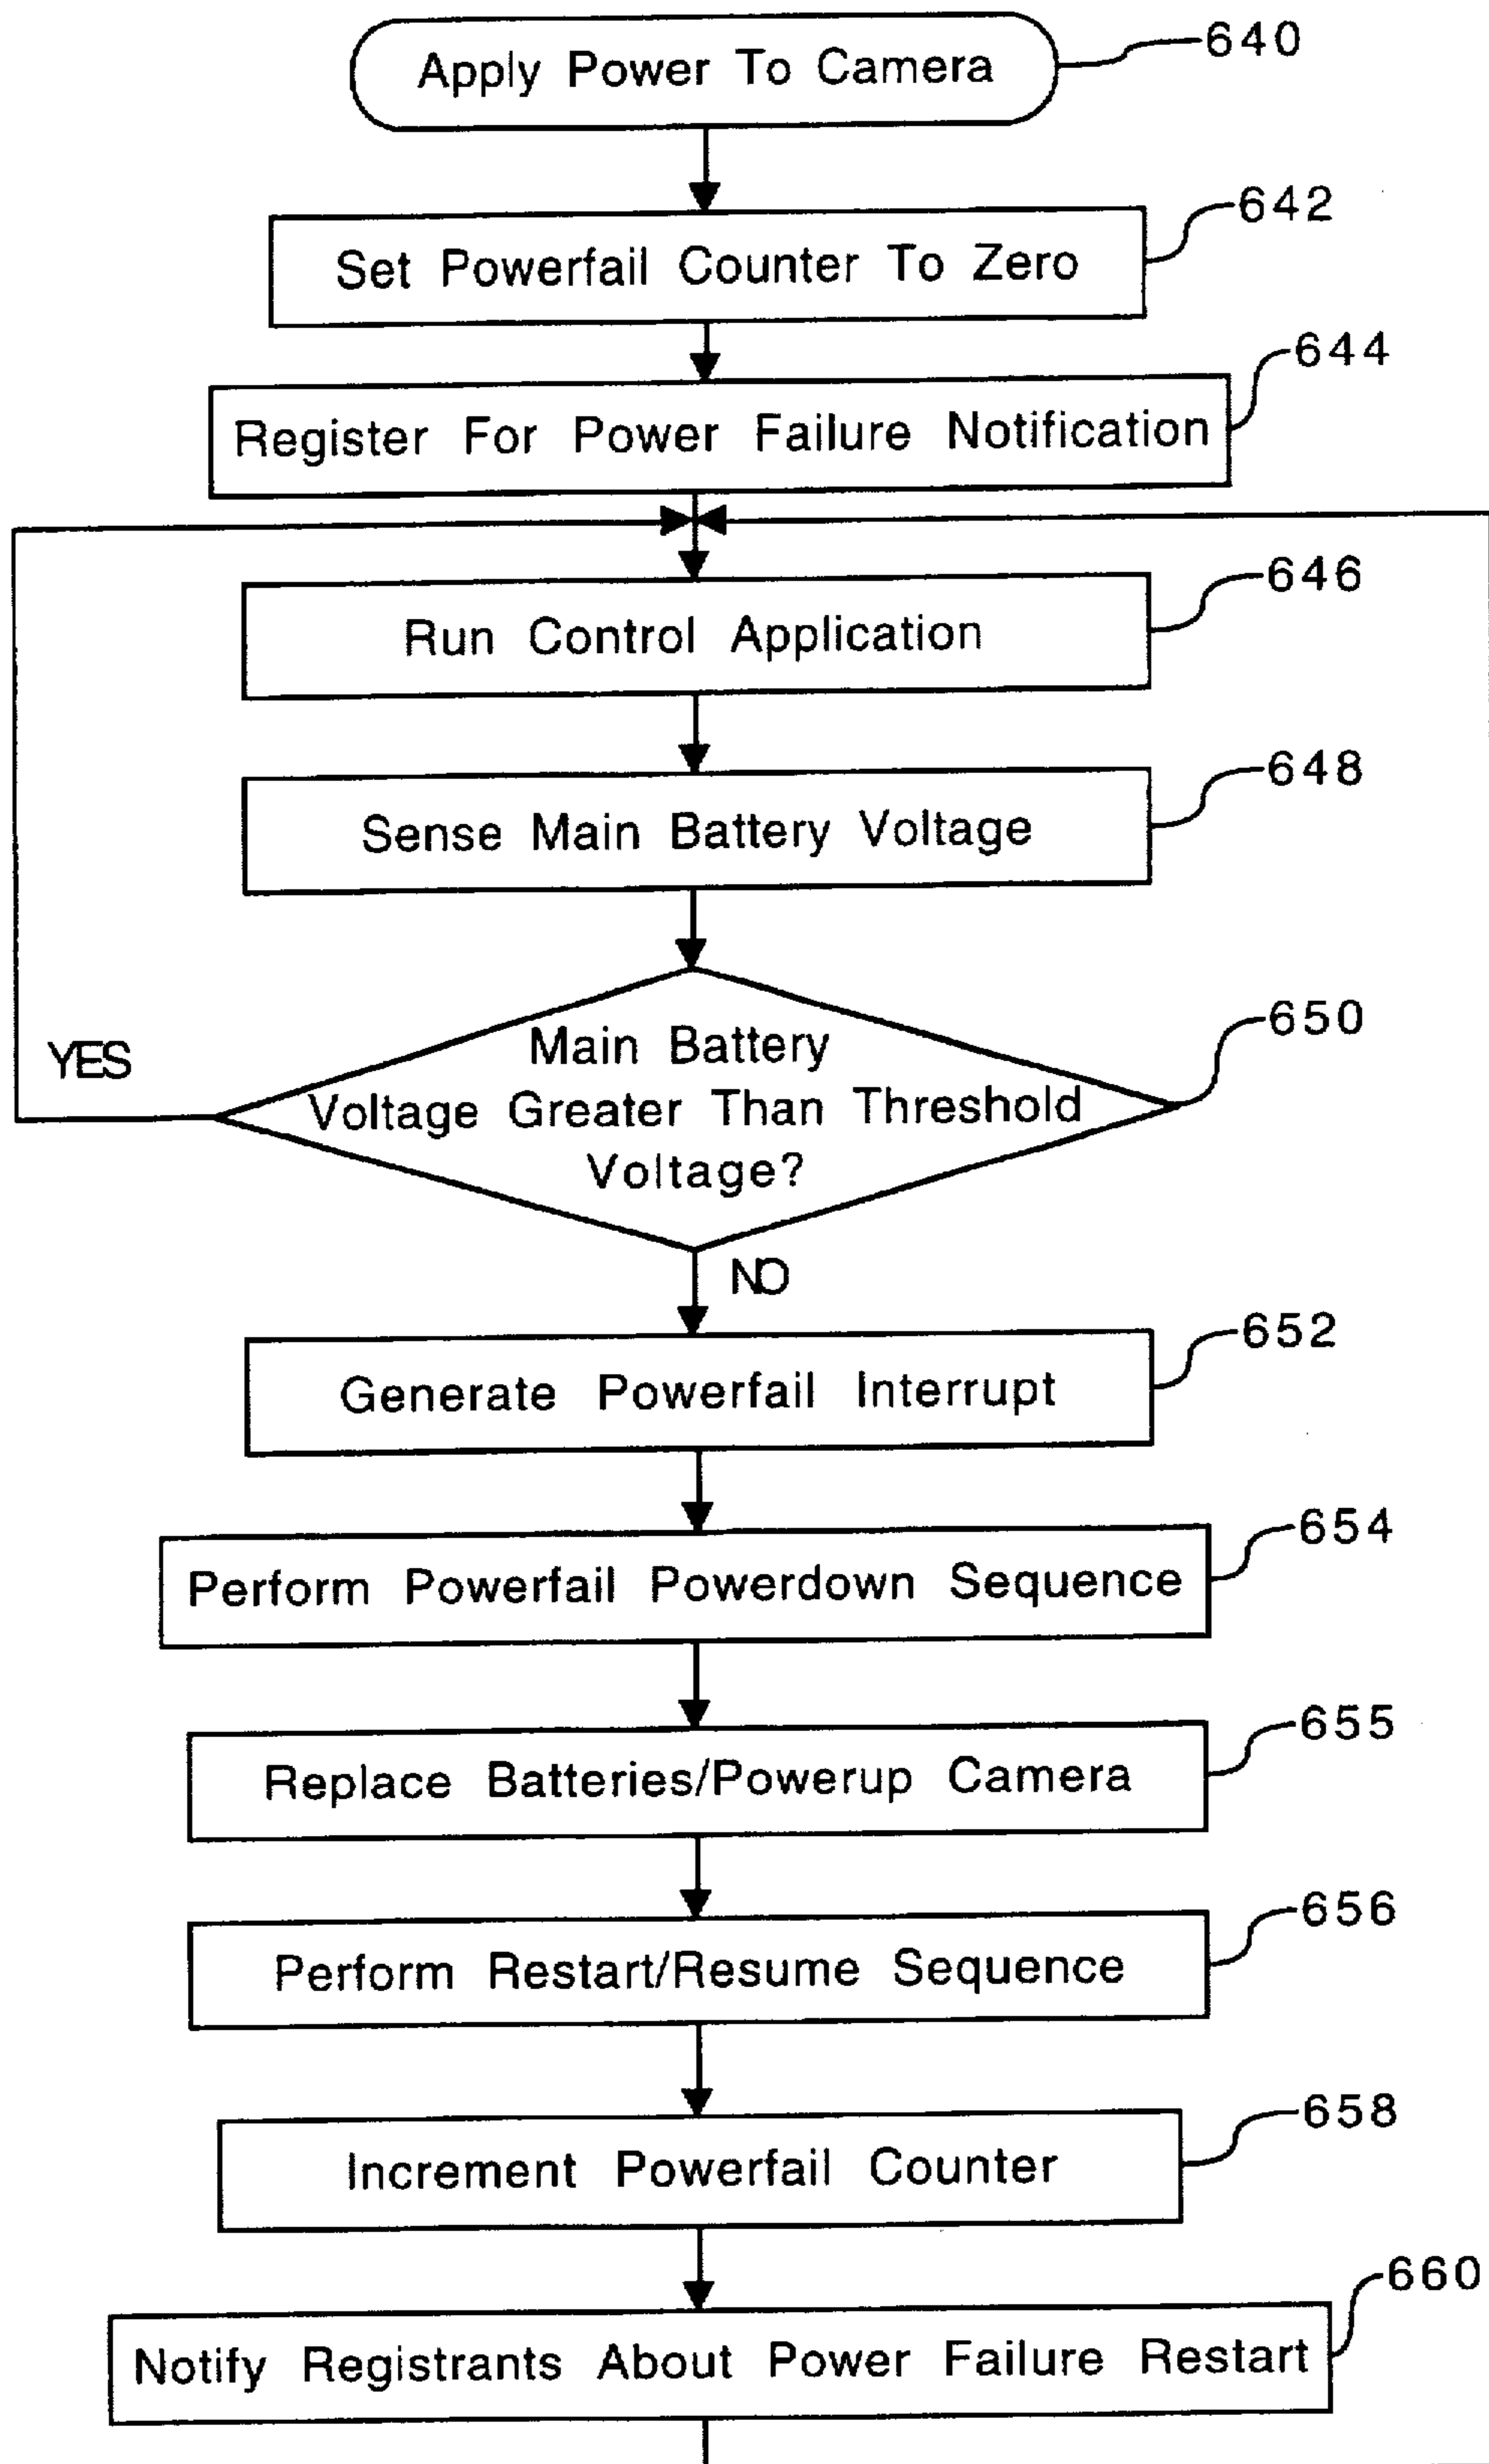 Apply Power To Camera
640
Set Powerfail Counter To Zero
642
Register For Power Failure Notification
644
Run Control Application
646
Sense Main Battery Voltage
648
Main Battery
Voltage Greater Than Threshold
Voltage?
650
YES
NO
Generate Powerfail Interrupt
652
Perform Powerfail Powerdown Sequence
654
Replace Batteries/Powerup Camera
655
Perform Restart/Resume Sequence
656
Increment Powerfail Counter
658
Notify Registrants About Power Failure Restart
660